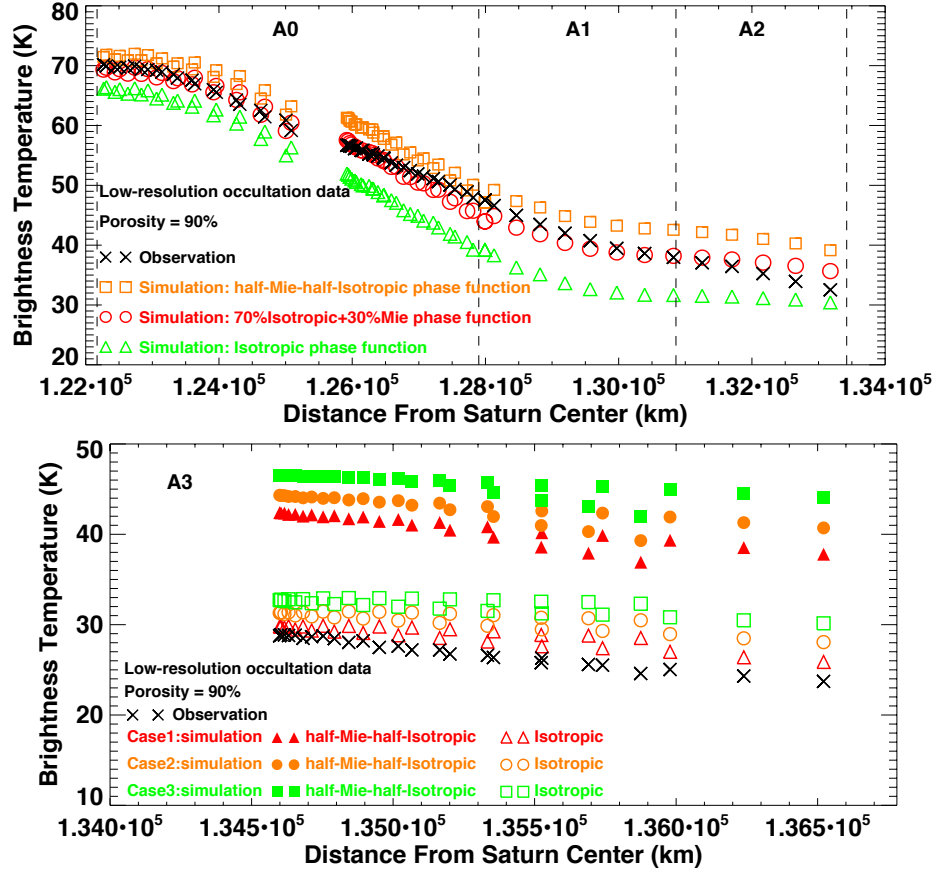 A0 A1 A2
80
70
60
50
40
30
20
Brightness Temperature (K)
Low-resolution occultation data
Porosity = 90%
Observation
Simulation: half-Mie-half-Isotropic phase function
Simulation: 70%Isotropic+30%Mie phase function
Simulation: Isotropic phase function
1.22•10⁵ 1.24•10⁵ 1.26•10⁵ 1.28•10⁵ 1.30•10⁵ 1.32•10⁵ 1.34•10⁵
Distance From Saturn Center (km)
50
40
30
20
10
Brightness Temperature (K)
A3
Low-resolution occultation data
Porosity = 90%
Observation
Case1:simulation half-Mie-half-Isotropic Isotropic
Case2:simulation half-Mie-half-Isotropic Isotropic
Case3:simulation half-Mie-half-Isotropic Isotropic
1.340•10⁵ 1.345•10⁵ 1.350•10⁵ 1.355•10⁵ 1.360•10⁵ 1.365•10⁵
Distance From Saturn Center (km)